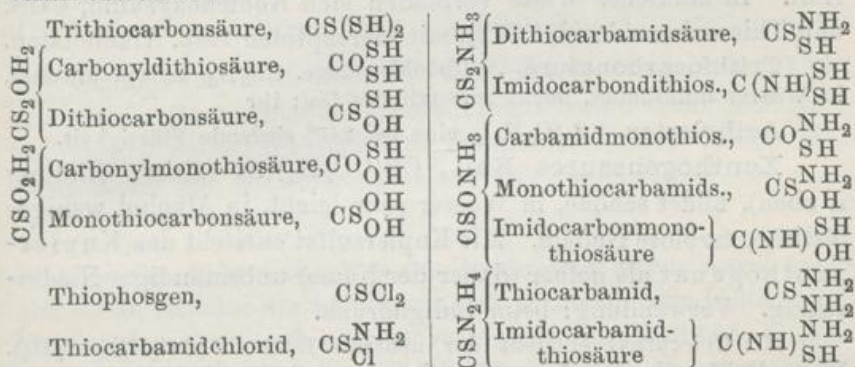 Trithiocarbonsäure, CS(SH)₂
CS₂OH₂ { Carbonyldithiosäure, CO SH SH
Dithiocarbonsäure, CS SH OH
CSO₂H₂ { Carbonylmonothiosäure, CO SH OH
Monothiocarbonsäure, CS OH OH
Thiophosgen, CSCl₂
Thiocarbamidchlorid, CS NH₂ Cl
CS₂NH₃ { Dithiocarbamidsäure, CS NH₂ SH
Imidocarbondithios., C(NH) SH SH
CSONH₃ { Carbamidmonothios., CO NH₂ SH
Monothiocarbamids., CS NH₂ OH
Imidocarbonmono-
thiosäure } C(NH) SH OH
CSN₂H₄ { Thiocarbamid, CS NH₂ NH₂
Imidocarbamid-
thiosäure } C(NH) NH₂ SH